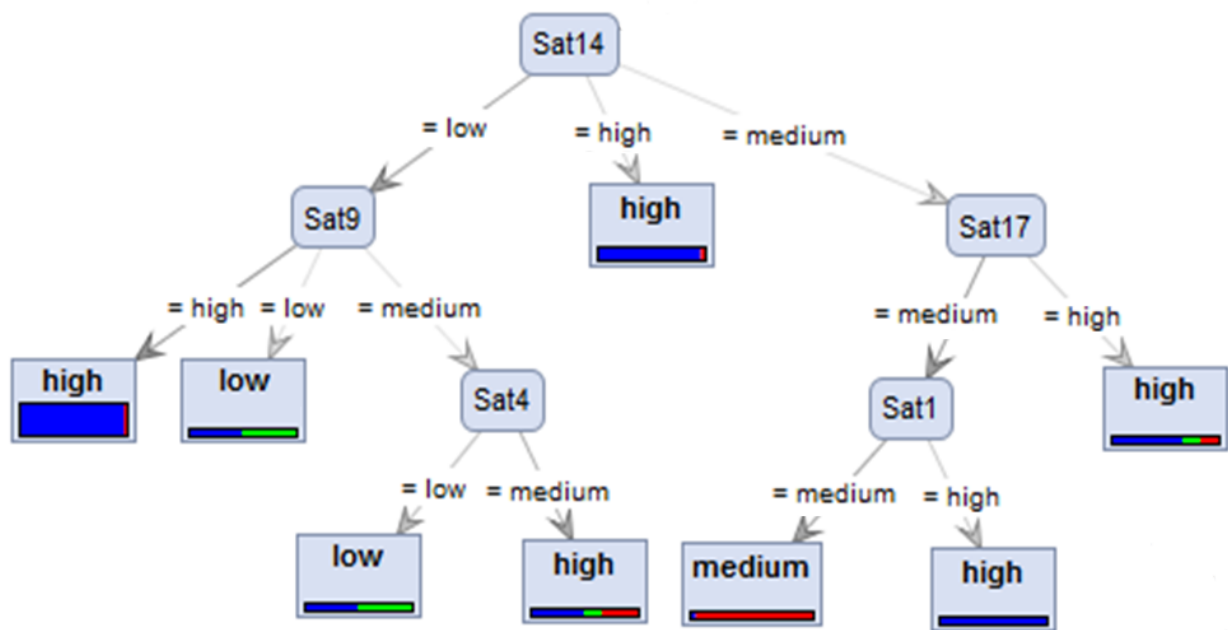 Sat14
= low
= high
= medium
Sat9
high
Sat17
= high
= low
= medium
= medium
= high
high
low
Sat4
Sat1
high
= low
= medium
= medium
= high
low
high
medium
high